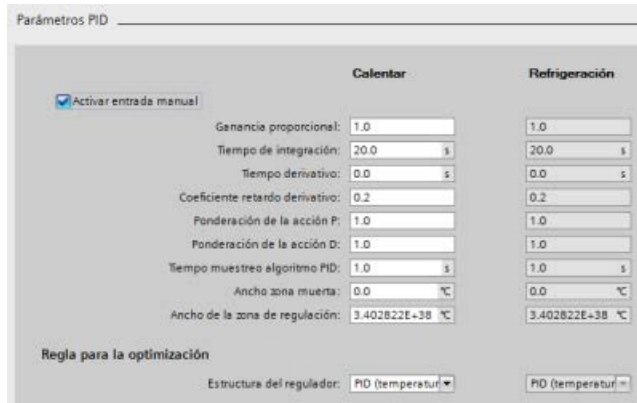 Parámetros PID
Calentar Refrigeración
Activar entrada manual
Ganancia proporcional: 1.0 1.0
Tiempo de integración: 20.0 s 20.0 s
Tiempo derivativo: 0.0 s 0.0 s
Coeficiente retardo derivativo: 0.2 0.2
Ponderación de la acción P: 1.0 1.0
Ponderación de la acción D: 1.0 1.0
Tiempo muestreo algoritmo PID: 1.0 s 1.0 s
Ancho zona muerta: 0.0 °C 0.0 °C
Ancho de la zona de regulación: 3.402822E+38 °C 3.402822E+38 °C
Regla para la optimización
Estructura del regulador: PID (temperatur PID (temperatur